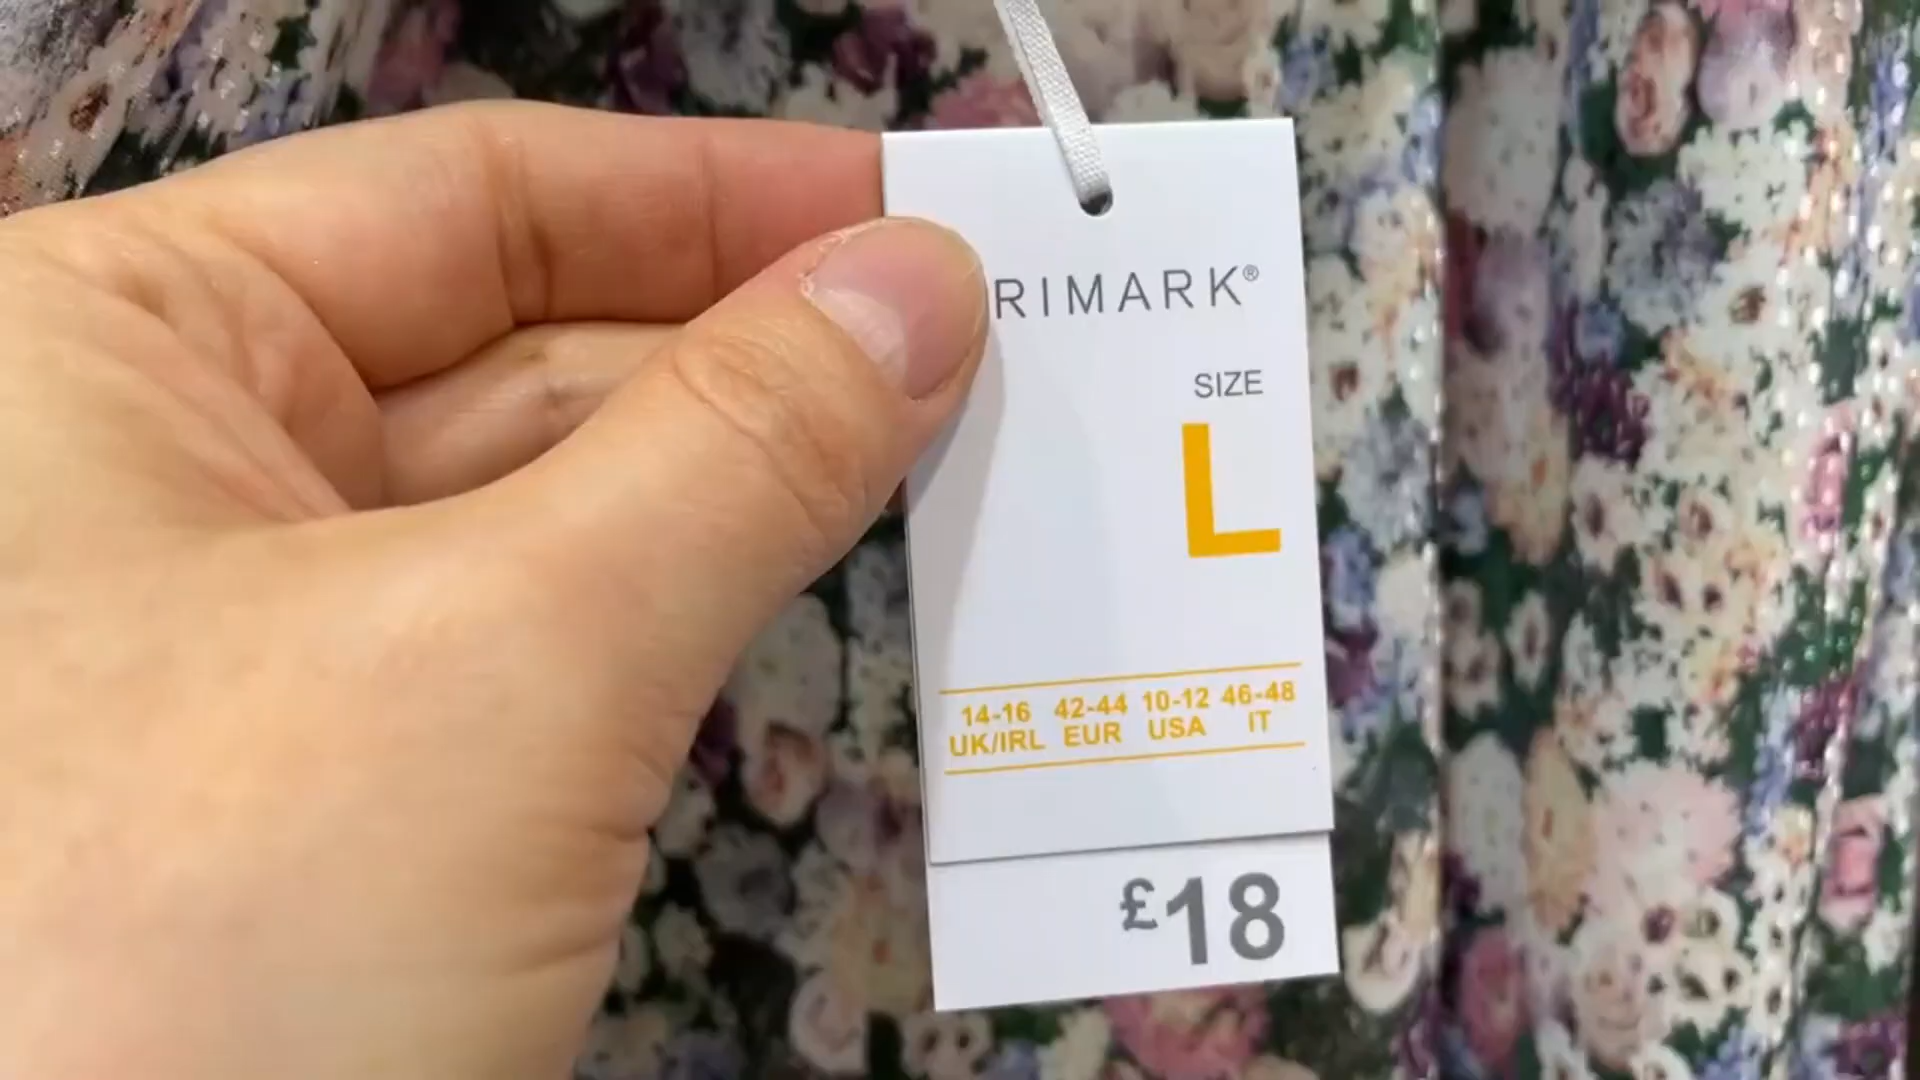 RIMARK®
SIZE
L
14-16 42-44 10-12 46-48
UK/IRL EUR USA IT
£18